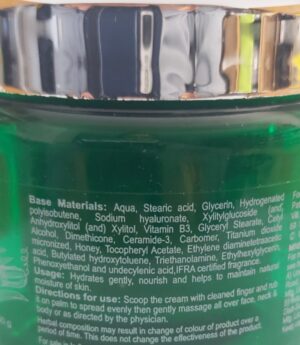 Base Materials: Aqua, Stearic acid, Glycerin, Hydrogenated
polyisobutene, Sodium hyaluronate, Xylitylglucoside (and)
Anhydroxylitol (and) Xylitol, Vitamin B3, Glyceryl Stearate, Cetyl
Alcohol, Dimethicone, Ceramide-3, Carbomer, Titanium dioxide
micronized, Honey, Tocopheryl Acetate, Ethylene diaminetetraacetic
acid, Butylated hydroxytoluene, Triethanolamine, Ethylhexylglycerin,
Phenoxyethanol and undecylenic acid,IFRA certified fragrance.
Usage: Hydrates gently, nourish and helps to maintain natural
moisture of skin.
Directions for use: Scoop the cream with cleaned finger and rub
on palm to spread evenly then gently massage all over face, neck &
body or as directed by the physician.
Herbal composition may result in change of colour of product over a
period of time. This does not change the effectiveness of the product.
For sale in